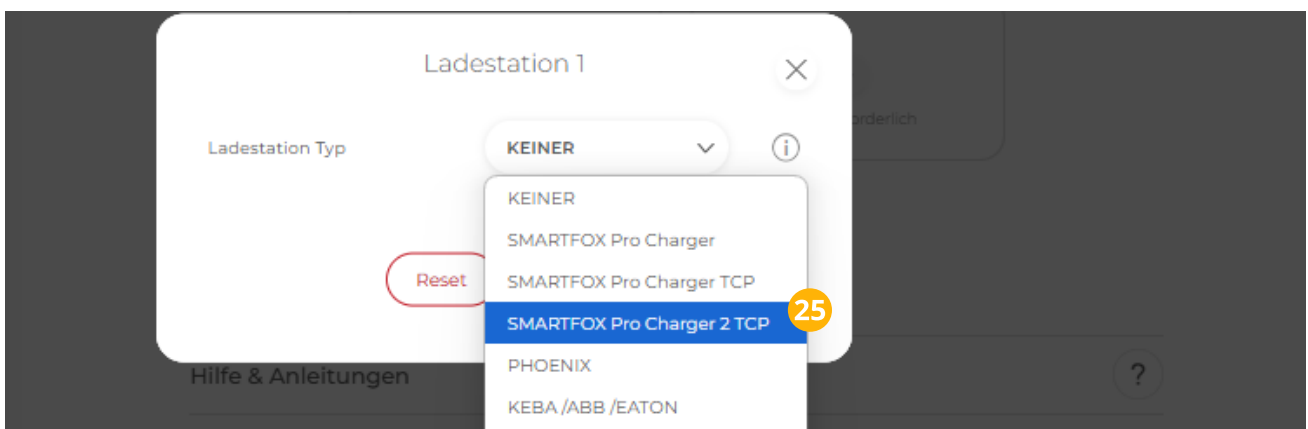 Ladestation 1
Ladestation Typ
KEINER
KEINER
SMARTFOX Pro Charger
SMARTFOX Pro Charger TCP
SMARTFOX Pro Charger 2 TCP
25
PHOENIX
KEBA /ABB /EATON
Reset
orderlich
Hilfe & Anleitungen
?